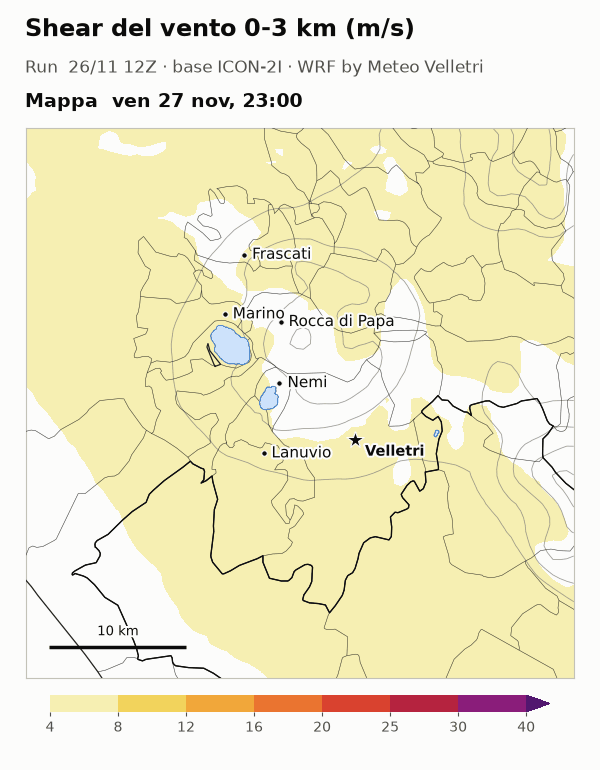 Shear del vento 0-3 km (m/s)
Run  26/11 12Z · base ICON-2I · WRF by Meteo Velletri
Mappa  ven 27 nov, 23:00
Frascati
Marino
Rocca di Papa
Nemi
Velletri
Lanuvio
10 km
4 8 12 16 20 25 30 40